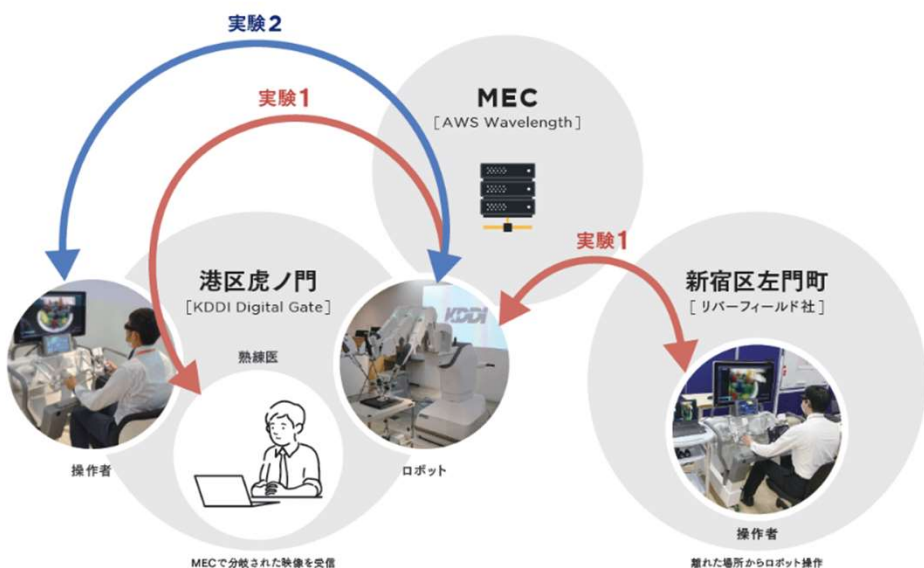 実験2
実験1
MEC
[AWS Wavelength]
実験1
港区虎ノ門
[KDDI Digital Gate]
新宿区左門町
[リバーフィールド社]
熟練医
KDDI
操作者
ロボット
操作者
MECで分岐された映像を受信
離れた場所からロボット操作